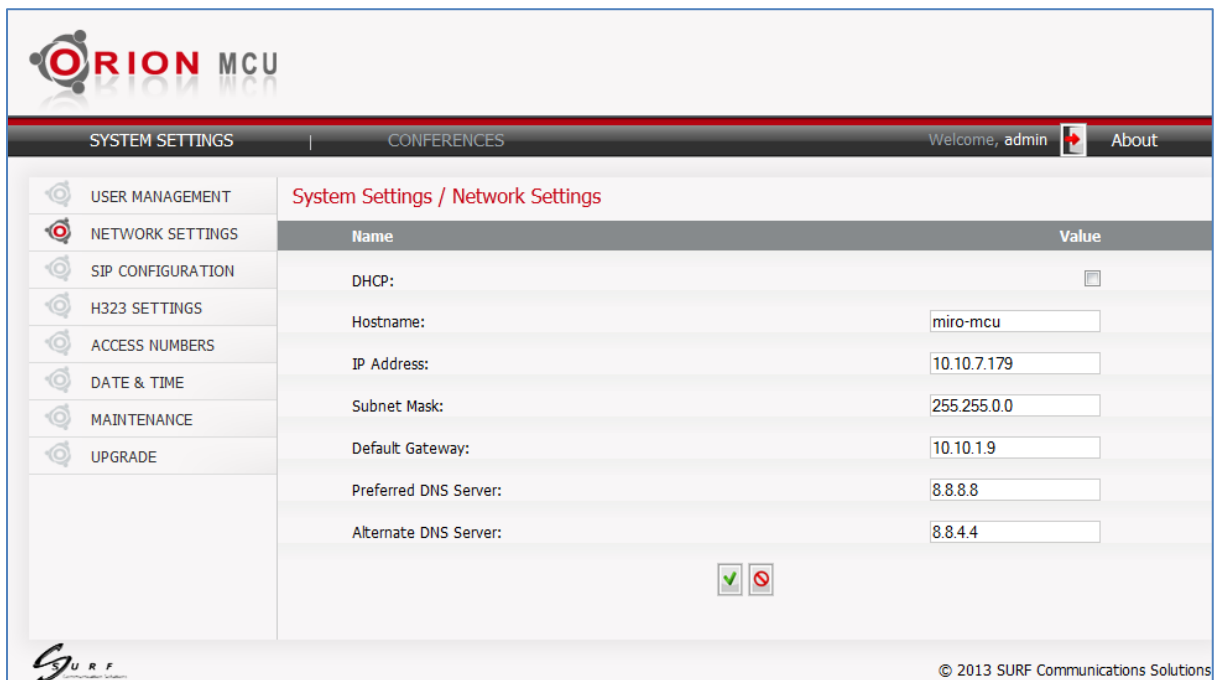 ORION MCU
SYSTEM SETTINGS | CONFERENCES Welcome, admin About
USER MANAGEMENT
NETWORK SETTINGS
SIP CONFIGURATION
H323 SETTINGS
ACCESS NUMBERS
DATE & TIME
MAINTENANCE
UPGRADE
System Settings / Network Settings
Name Value
DHCP:
Hostname: miro-mcu
IP Address: 10.10.7.179
Subnet Mask: 255.255.0.0
Default Gateway: 10.10.1.9
Preferred DNS Server: 8.8.8.8
Alternate DNS Server: 8.8.4.4
SURF
© 2013 SURF Communications Solutions